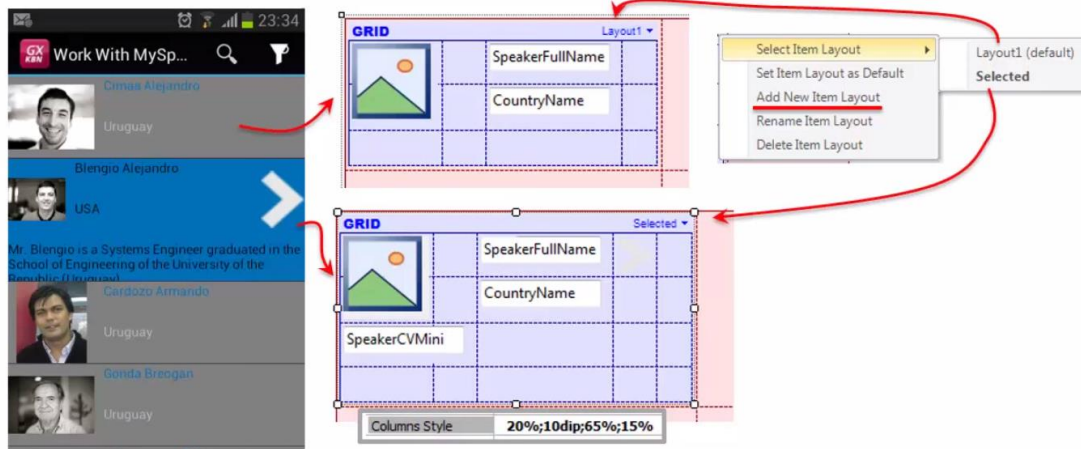 23:34
GX
KBN
Work With MySp...
Cimaa Alejandro
Uruguay
Blengio Alejandro
USA
Mr. Blengio is a Systems Engineer graduated in the
School of Engineering of the University of the
Republic (Uruguay)
Cardozo Armando
Uruguay
Gonda Breogan
Uruguay
GRID
Layout1
SpeakerFullName
CountryName
GRID
Selected
SpeakerFullName
CountryName
SpeakerCVMini
Columns Style
20%;10dip;65%;15%
Select Item Layout
Set Item Layout as Default
Add New Item Layout
Rename Item Layout
Delete Item Layout
Layout1 (default)
Selected